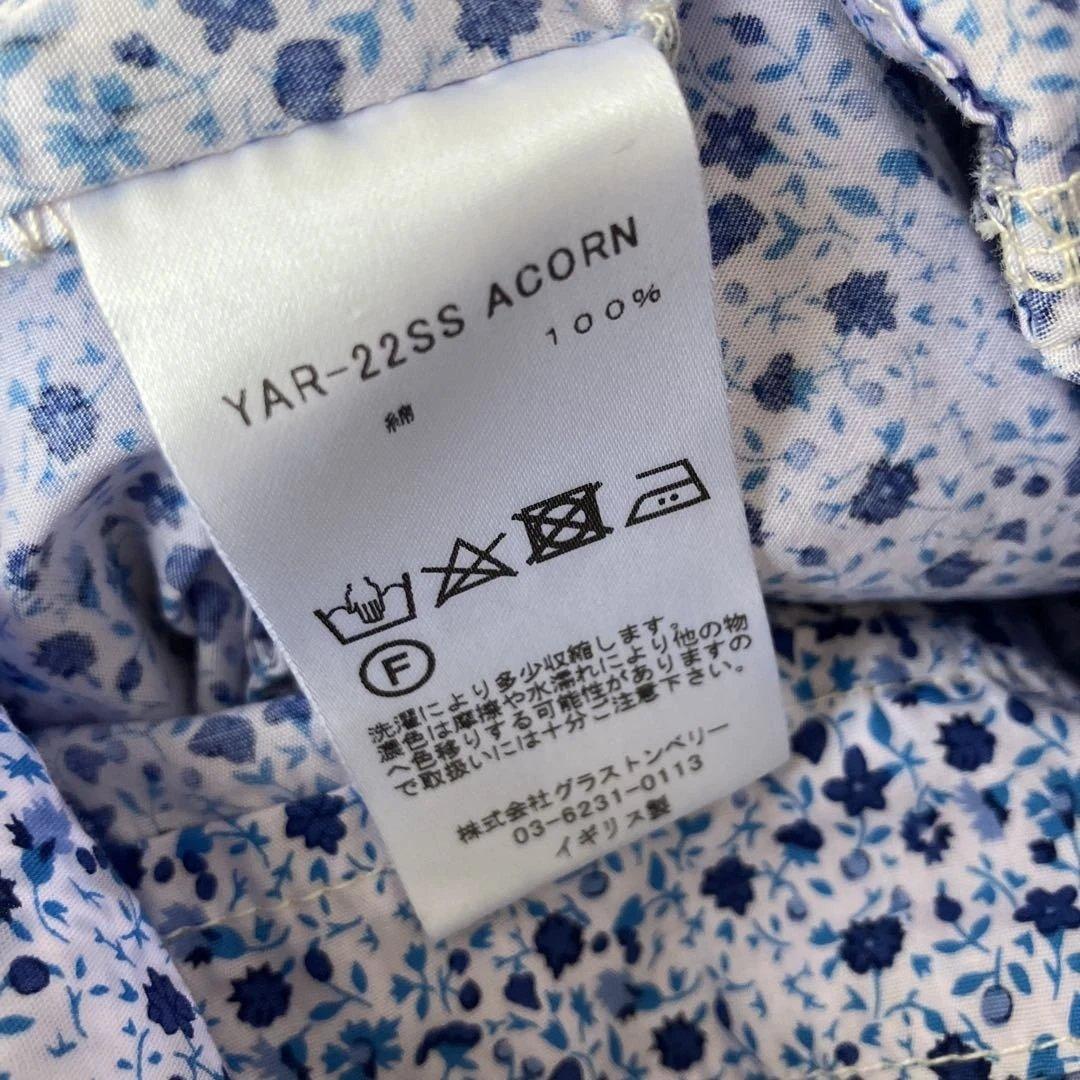 YAR-22SS ACORN
綿 100%
F
洗濯により多少収縮します。
濃色は摩擦や水濡れにより他の物
へ色移りする可能性がありますの
で取扱いには十分ご注意下さい。
株式会社グラストンベリー
03-6231-0113
イギリス製